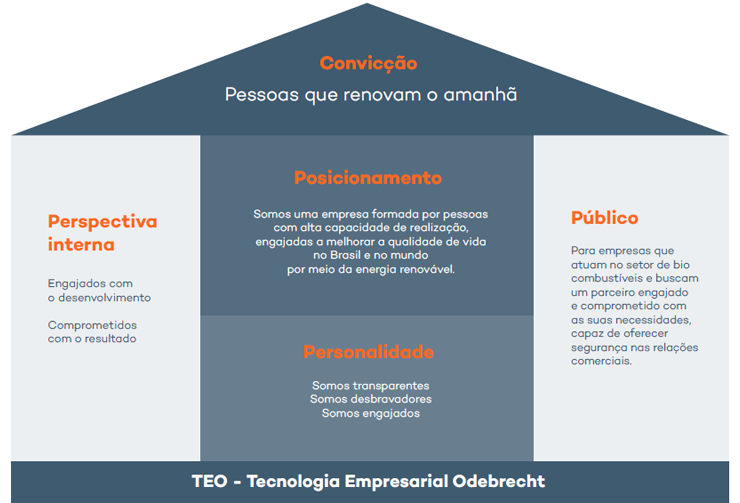 Convicção
Pessoas que renovam o amanhã
Perspectiva
interna
Engajados com
o desenvolvimento
Comprometidos
com o resultado
Posicionamento
Somos uma empresa formada por pessoas
com alta capacidade de realização,
engajadas a melhorar a qualidade de vida
no Brasil e no mundo
por meio da energia renovável.
Personalidade
Somos transparentes
Somos desbravadores
Somos engajados
Público
Para empresas que
atuam no setor de bio
combustíveis e buscam
um parceiro engajado
e comprometido com
as suas necessidades,
capaz de oferecer
segurança nas relações
comerciais.
TEO - Tecnologia Empresarial Odebrecht